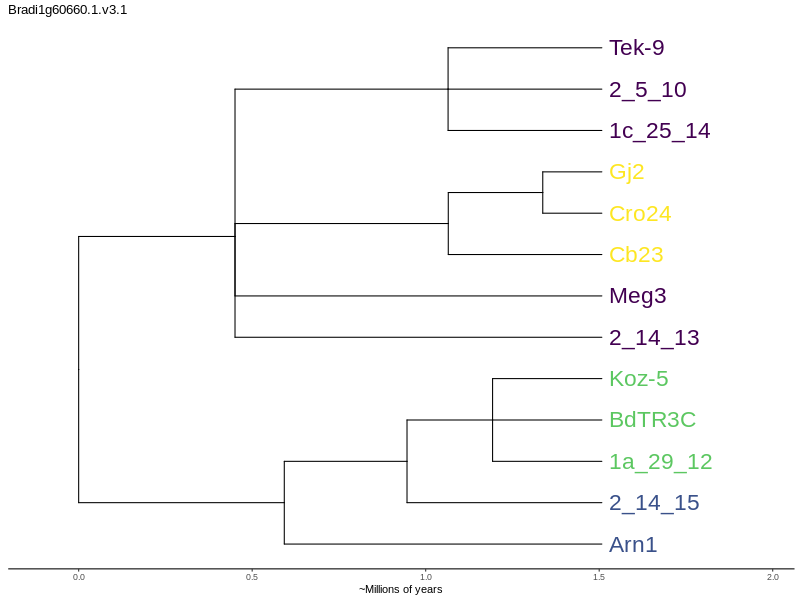 Bradi1g60660.1.v3.1
Tek-9
2_5_10
1c_25_14
Gj2
Cro24
Cb23
Meg3
2_14_13
Koz-5
BdTR3C
1a_29_12
2_14_15
Arn1
0.0 0.5 1.0 1.5 2.0
~Millions of years